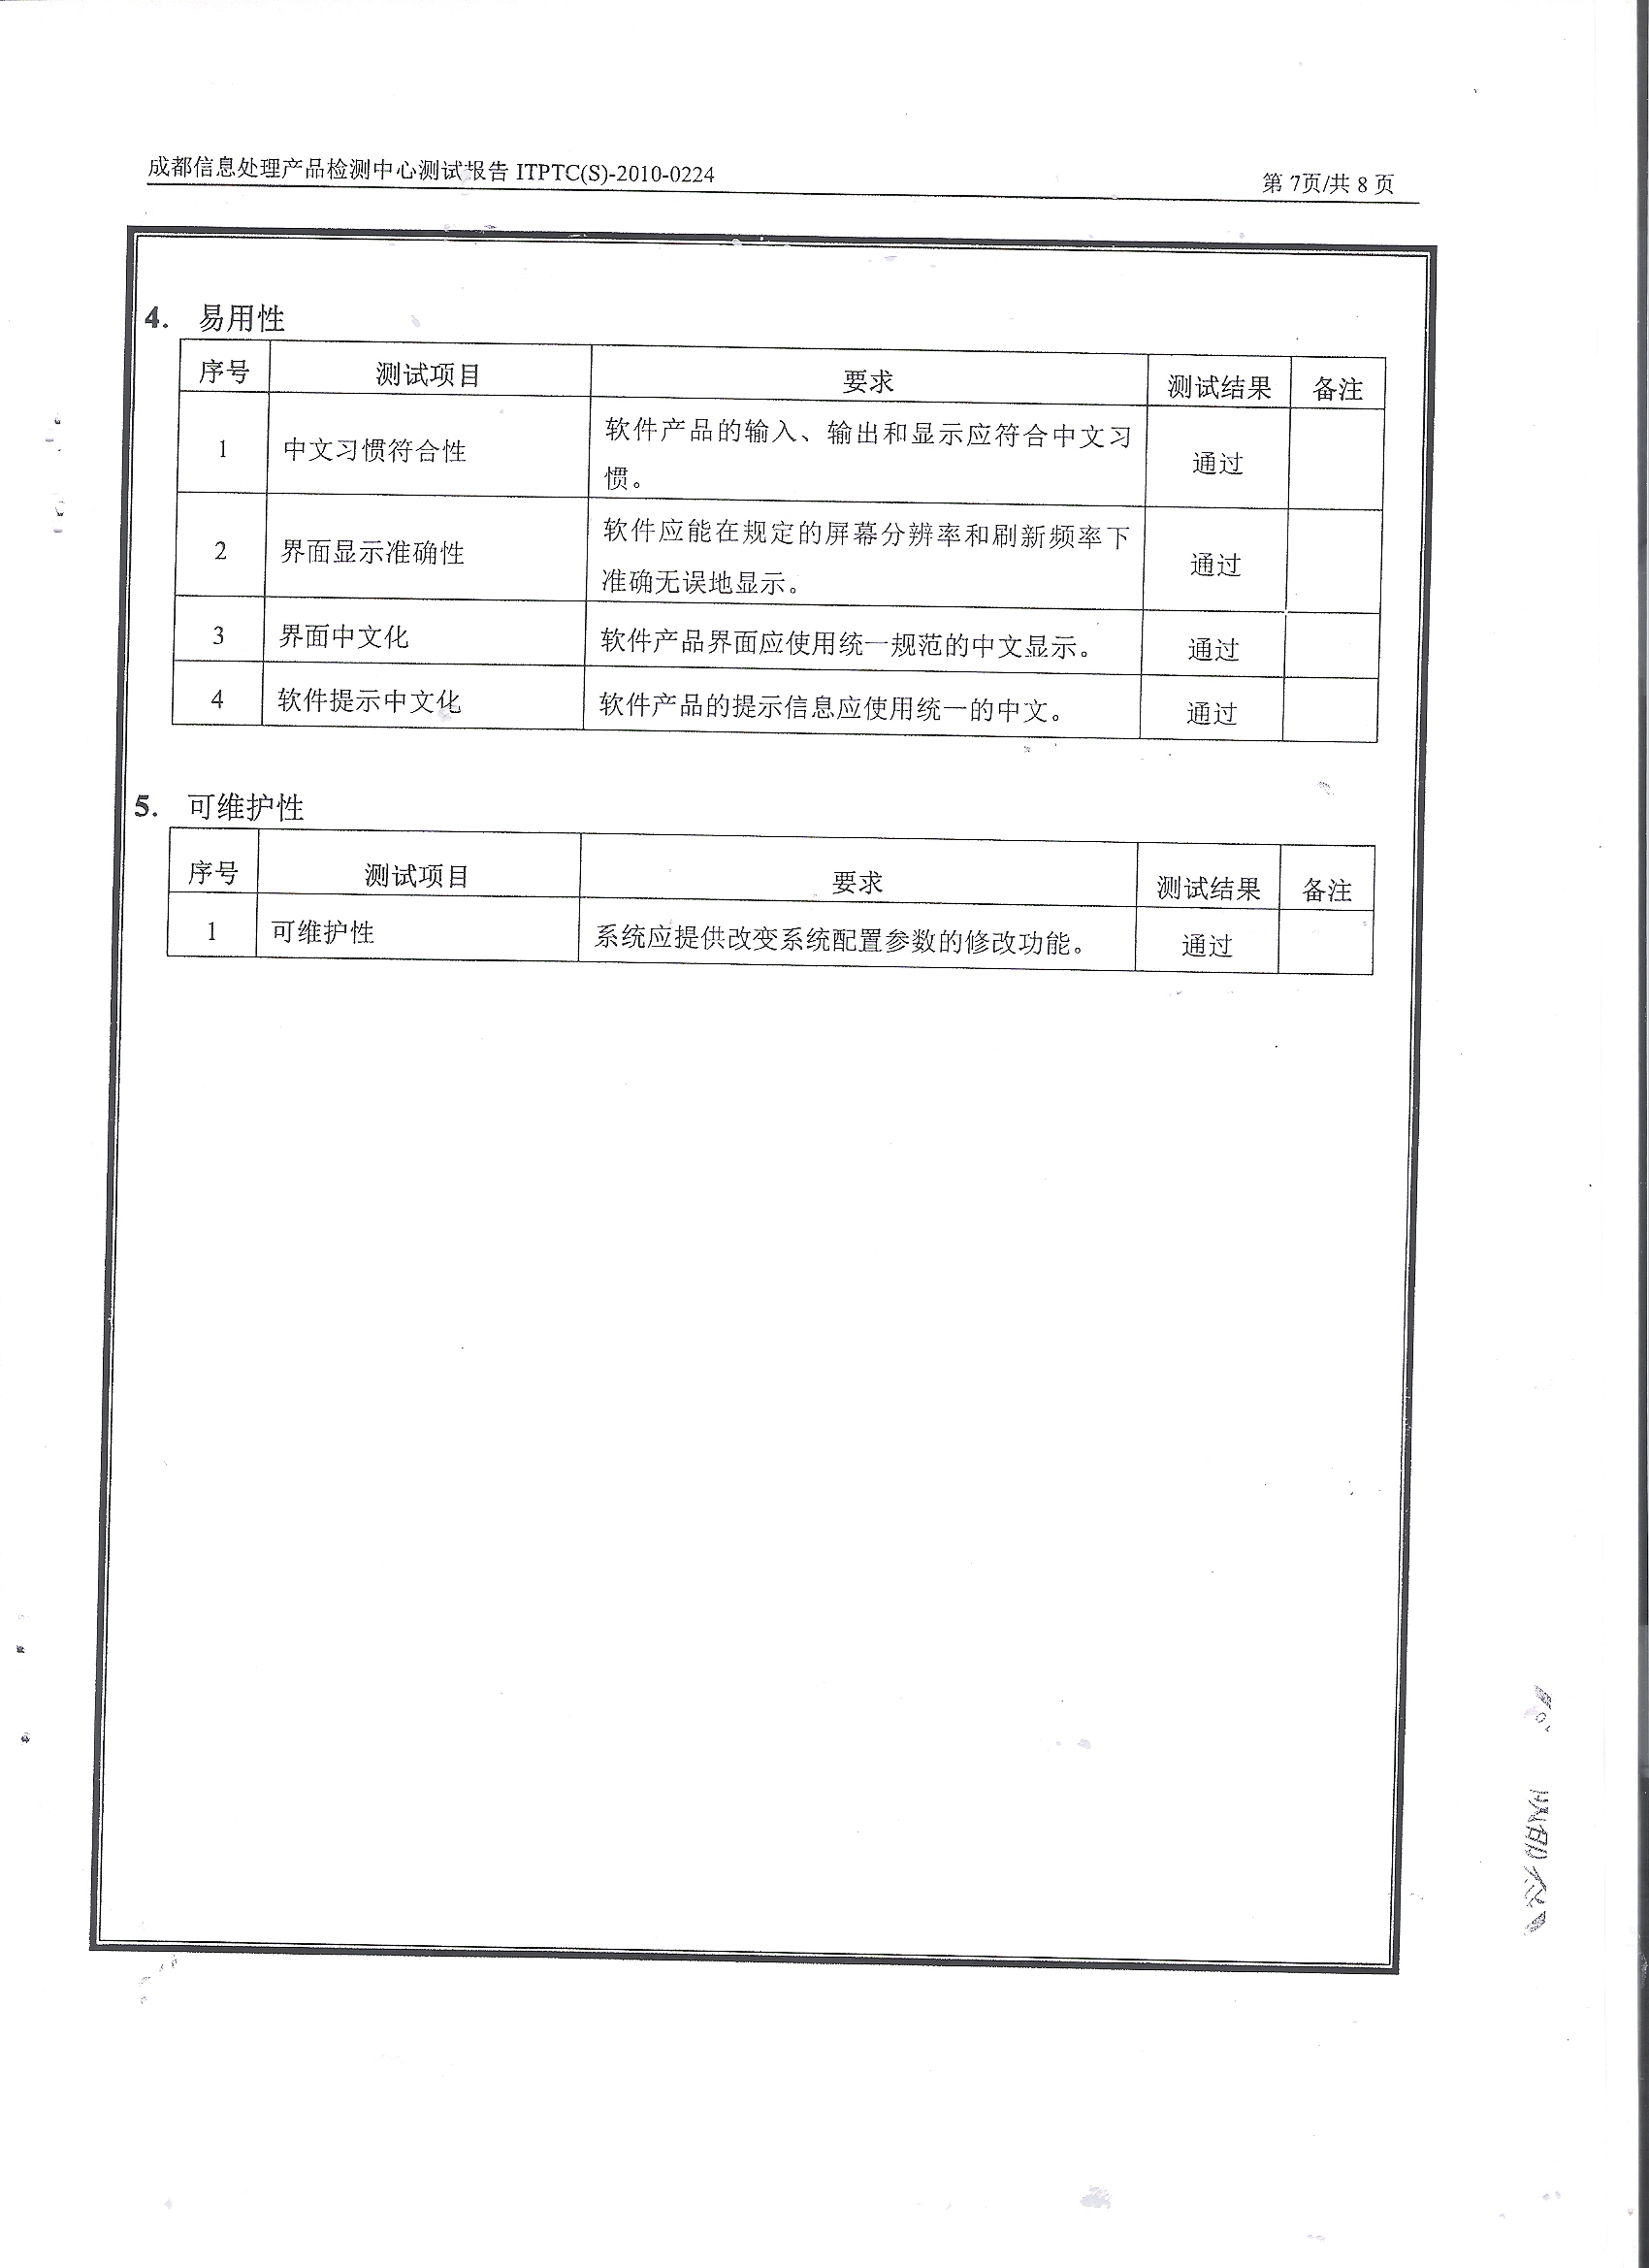 成都信息处理产品检测中心测试报告 ITPTC(S)-2010-0224
第 7页/共 8 页
4. 易用性
序号 测试项目 要求 测试结果 备注
1 中文习惯符合性 软件产品的输入、输出和显示应符合中文习
惯。 通过
2 界面显示准确性 软件应能在规定的屏幕分辨率和刷新频率下
准确无误地显示。 通过
3 界面中文化 软件产品界面应使用统一规范的中文显示。 通过
4 软件提示中文化 软件产品的提示信息应使用统一的中文。 通过
5. 可维护性
序号 测试项目 要求 测试结果 备注
1 可维护性 系统应提供改变系统配置参数的修改功能。 通过